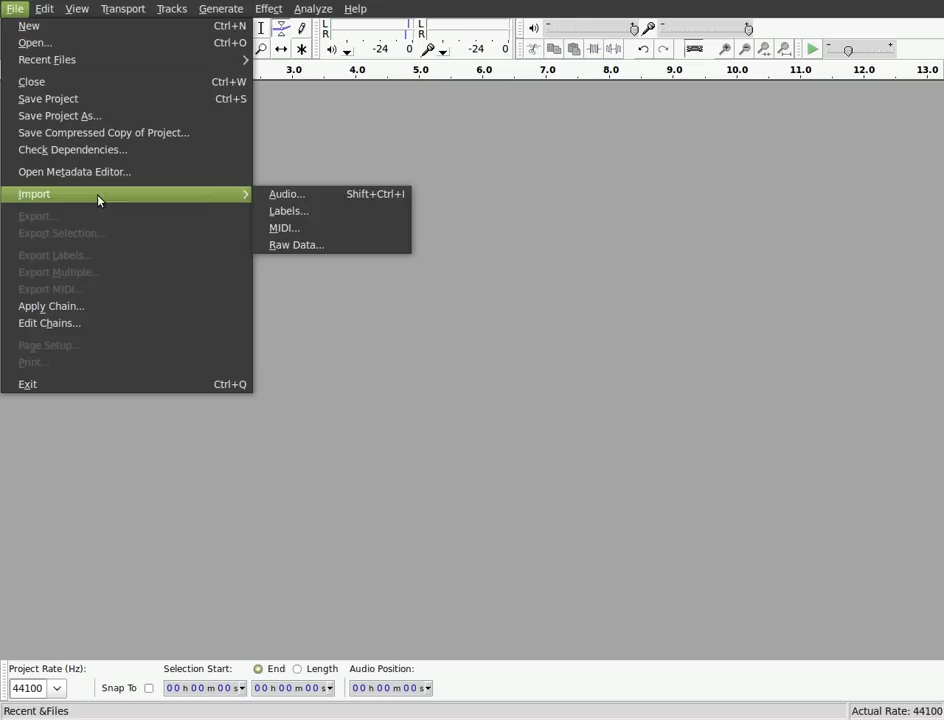 File Edit View Transport Tracks Generate Effect Analyze Help
New Ctrl+N
Open... Ctrl+O
Recent Files
Close Ctrl+W
Save Project Ctrl+S
Save Project As...
Save Compressed Copy of Project...
Check Dependencies...
Open Metadata Editor...
Import
Export...
Export Selection...
Export Labels...
Export Multiple...
Export MIDI...
Apply Chain...
Edit Chains...
Page Setup...
Print...
Exit Ctrl+Q
Audio... Shift+Ctrl+I
Labels...
MIDI...
Raw Data...
L L
R R
-24 0 -24 0
3.0 4.0 5.0 6.0 7.0 8.0 9.0 10.0 11.0 12.0 13.0
Project Rate (Hz): Selection Start: End Length Audio Position:
44100 Snap To 00 h 00 m 00 s 00 h 00 m 00 s 00 h 00 m 00 s
Recent &Files Actual Rate: 44100